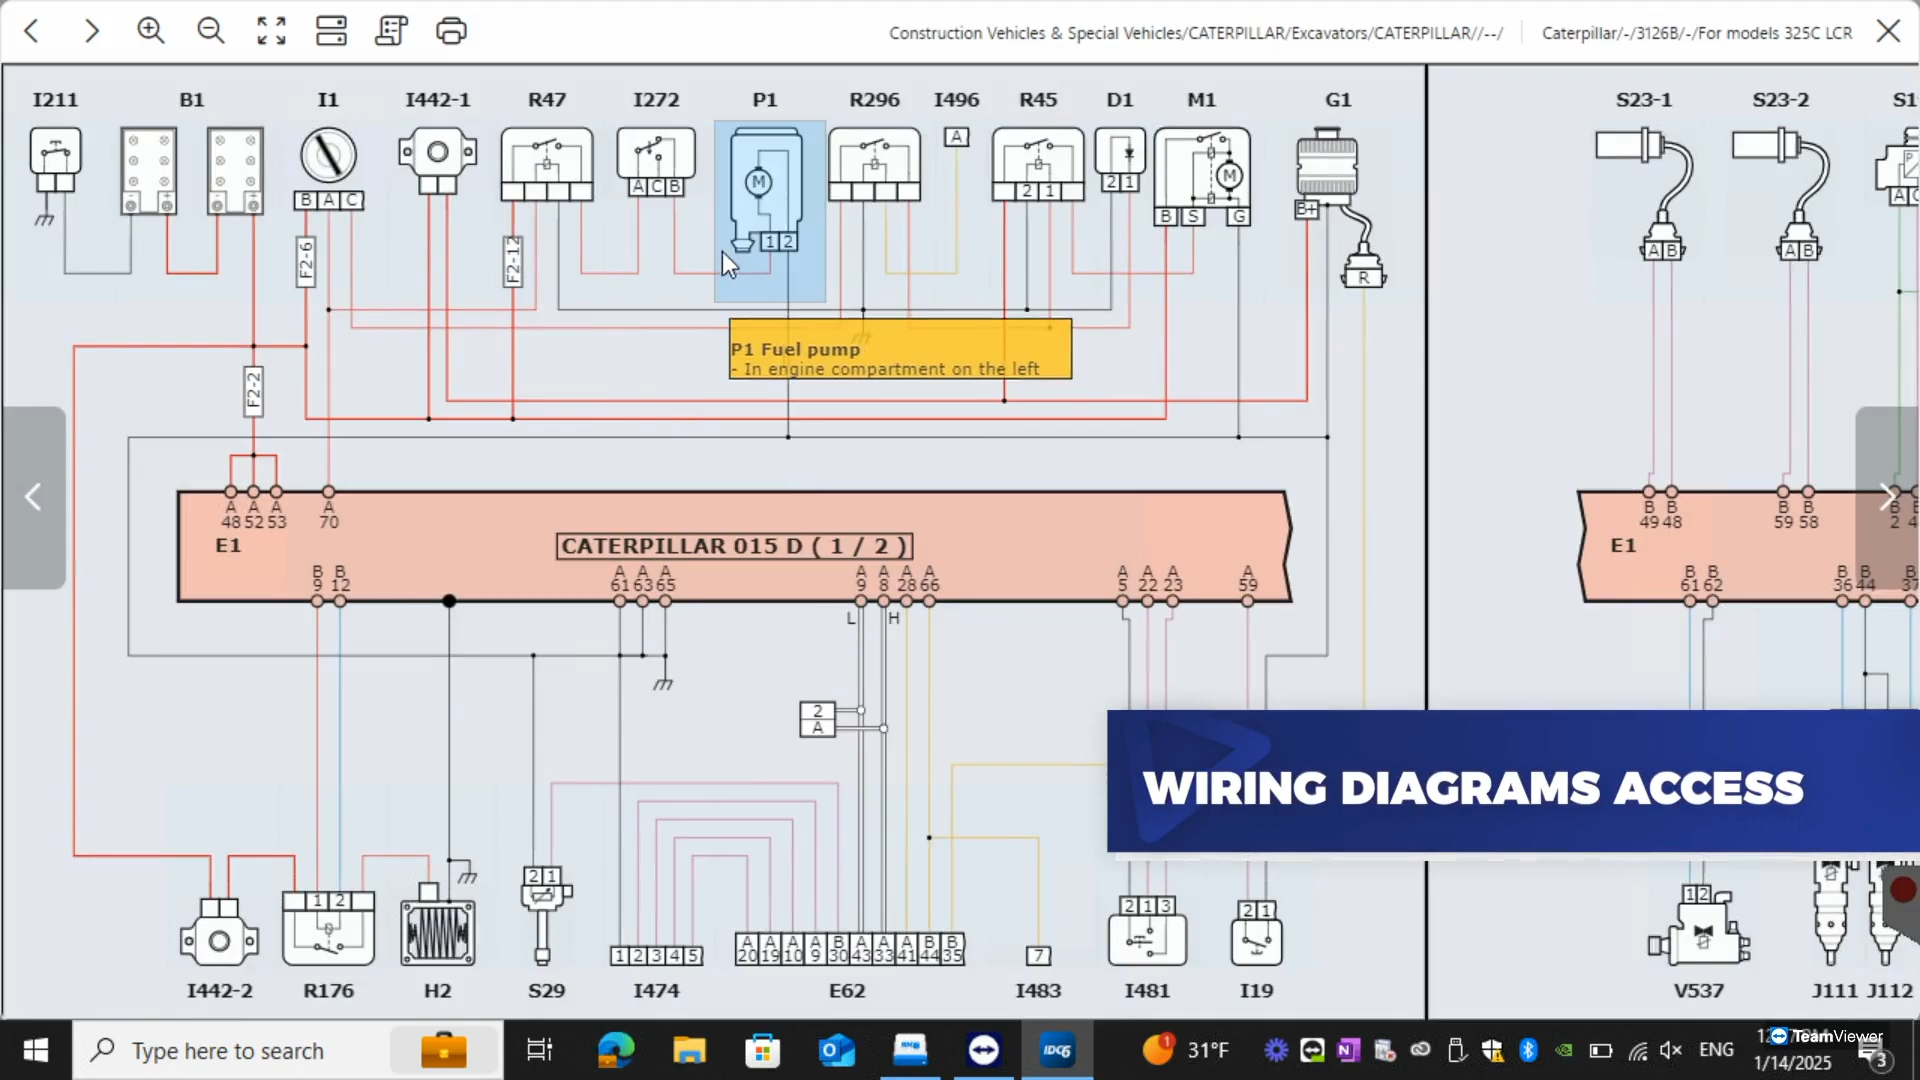 Construction Vehicles & Special Vehicles/CATERPILLAR/Excavators/CATERPILLAR//--/
Caterpillar/-/3126B/-/For models 325C LCR
I211 B1 I1 I442-1 R47 I272 P1 R296 I496 R45 D1 M1 G1 S23-1 S23-2 S1
A
M
P
M
A C B
2 1
2 1
A C
B A C
1 2
B S G
B+
A B
A B
R
F2-6
F2-12
P1 Fuel pump
- In engine compartment on the left
F2-2
A A A A
48 52 53 70
B B B B B
49 48 59 58 2 4
E1
CATERPILLAR 015 D ( 1 / 2 )
E1
B B A A A A A A A A A A A
9 12 61 63 65 9 8 28 66 5 22 23 59
B B B B B
61 62 36 44 37
L H
2
A
WIRING DIAGRAMS ACCESS
2 1
1 2
2 1 3
2 1
1 2
1 2 3 4 5
A A A A B A A A B B
20 19 10 9 30 43 33 41 44 35
7
I442-2 R176 H2 S29 I474 E62 I483 I481 I19 V537 J111 J112
Type here to search
IDC6
1
31°F
ENG
TeamViewer
1/14/2025
3